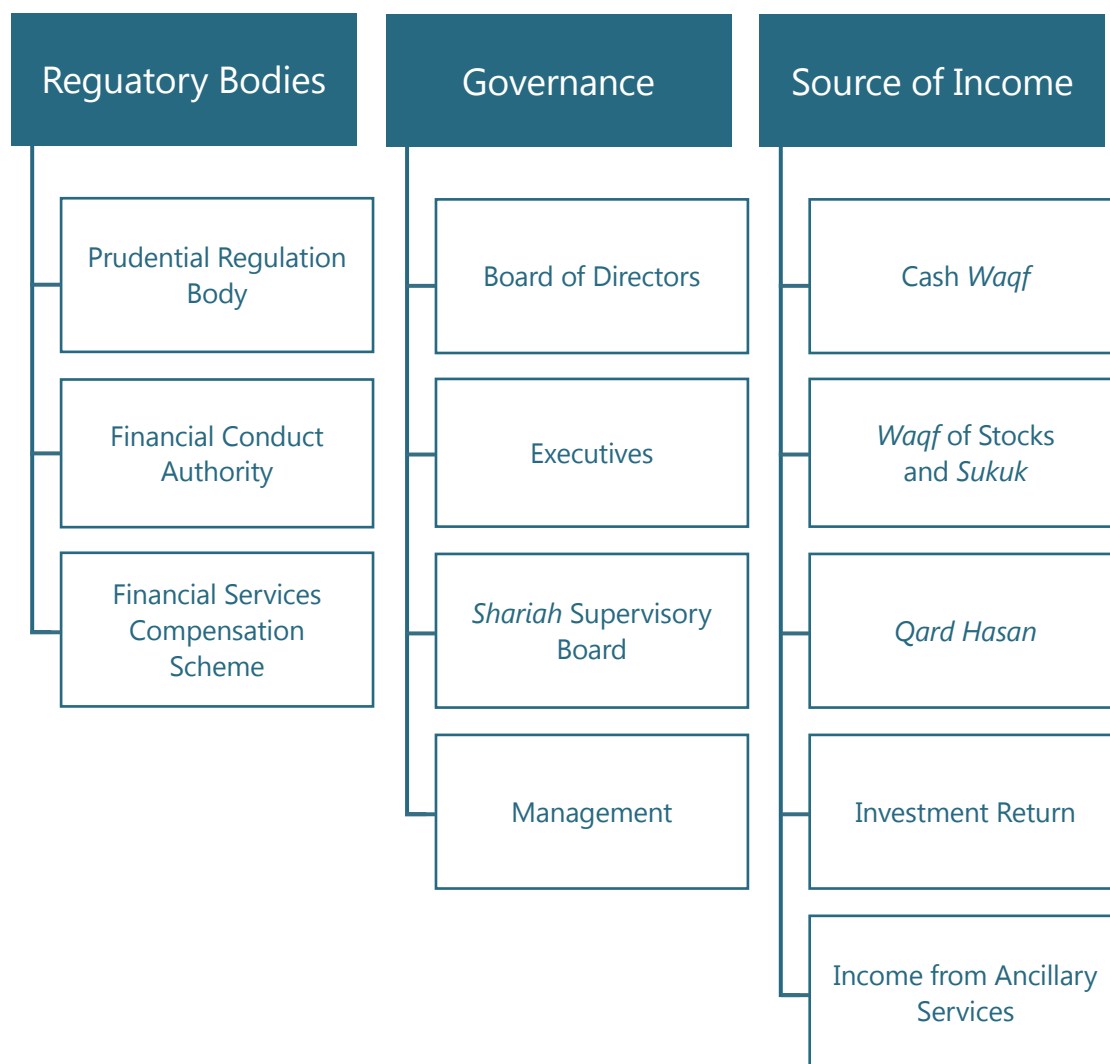 Reguatory Bodies
Prudential Regulation
Body
Financial Conduct
Authority
Financial Services
Compensation
Scheme
Governance
Board of Directors
Executives
Shariah Supervisory
Board
Management
Source of Income
Cash Waqf
Waqf of Stocks
and Sukuk
Qard Hasan
Investment Return
Income from Ancillary
Services